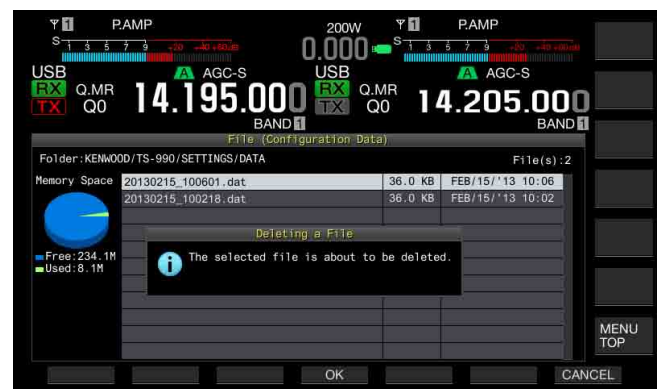 1 P.AMP 200W 1 P.AMP
S 1 3 5 7 9 +20 +40 +60dB 0.000 S 1 3 5 7 9 +20 +40 +60dB
USB A AGC-S USB A AGC-S
RX Q.MR RX Q.MR
TX Q0 14.195.000 TX Q0 14.205.000
BAND 1 BAND 1
File (Configuration Data)
Folder:KENWOOD/TS-990/SETTINGS/DATA File(s):2
Memory Space 20130215_100601.dat 36.0 KB FEB/15/'13 10:06
20130215_100218.dat 36.0 KB FEB/15/'13 10:02
Deleting a File
Free:234.1M
Used:8.1M
i The selected file is about to be deleted.
MENU
TOP
OK CANCEL